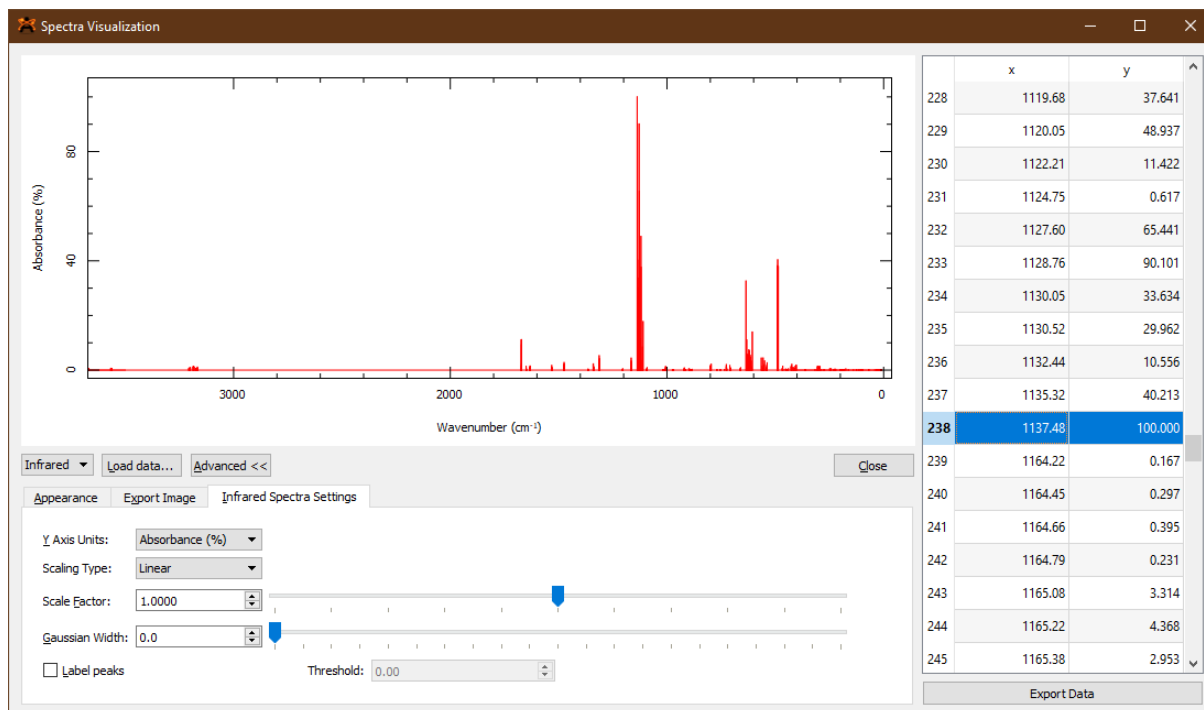 Spectra Visualization
80
40
0
Absorbance (%)
3000 2000 1000 0
Wavenumber (cm⁻¹)
Infrared Load data... Advanced << Close
Appearance Export Image Infrared Spectra Settings
Y Axis Units: Absorbance (%)
Scaling Type: Linear
Scale Factor: 1.0000
Gaussian Width: 0.0
Label peaks Threshold: 0.00
x y
228 1119.68 37.641
229 1120.05 48.937
230 1122.21 11.422
231 1124.75 0.617
232 1127.60 65.441
233 1128.76 90.101
234 1130.05 33.634
235 1130.52 29.962
236 1132.44 10.556
237 1135.32 40.213
238 1137.48 100.000
239 1164.22 0.167
240 1164.45 0.297
241 1164.66 0.395
242 1164.79 0.231
243 1165.08 3.314
244 1165.22 4.368
245 1165.38 2.953
Export Data